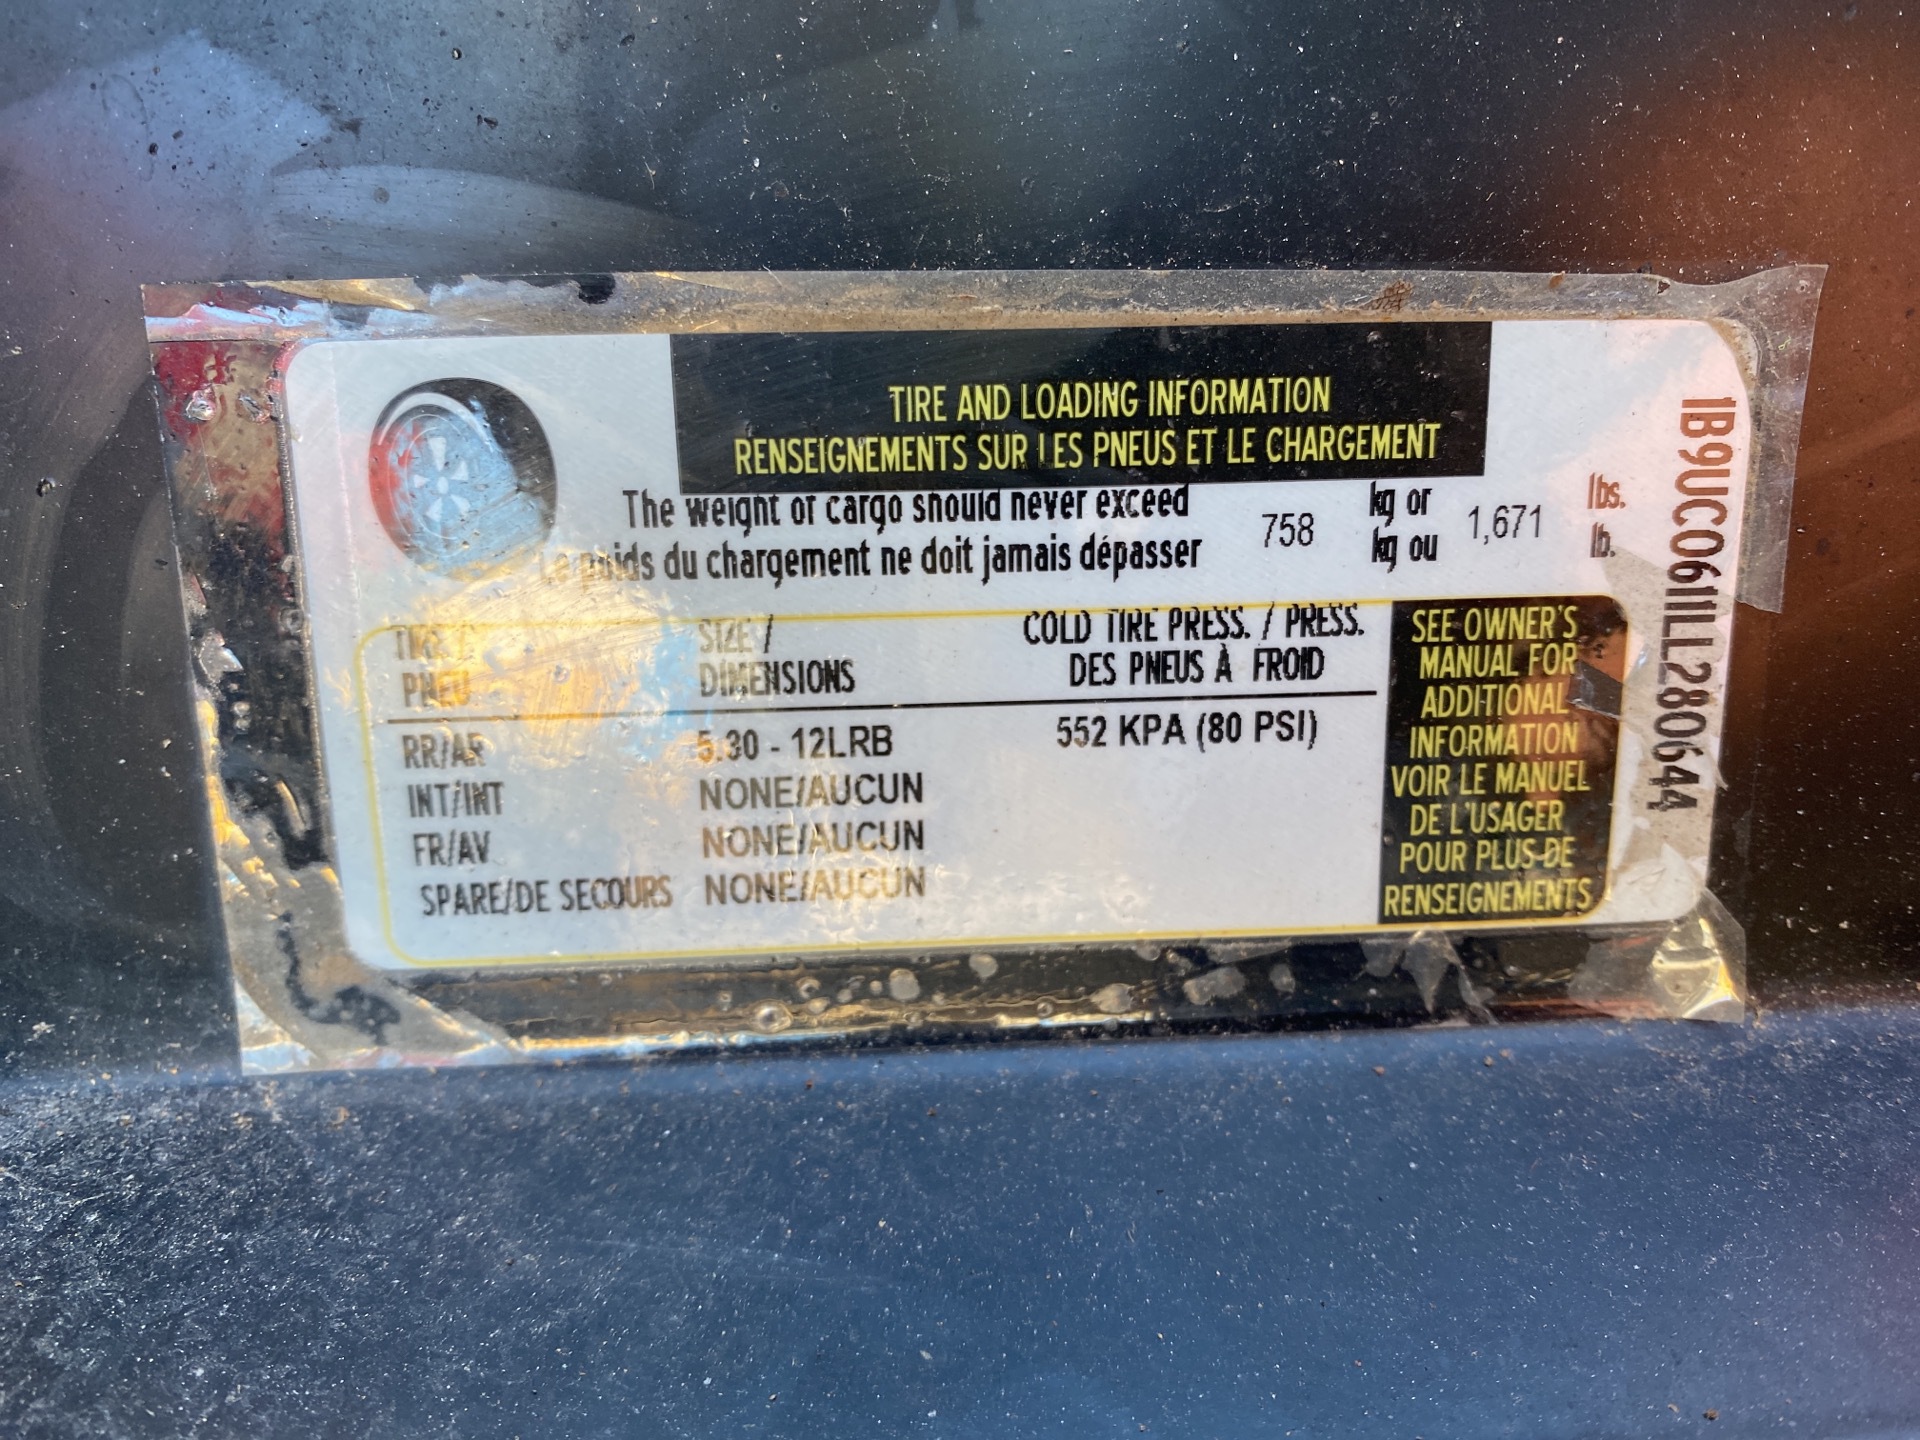 TIRE AND LOADING INFORMATION
RENSEIGNEMENTS SUR LES PNEUS ET LE CHARGEMENT
The weight of cargo should never exceed 758 kg or 1,671 lbs.
Le poids du chargement ne doit jamais dépasser kg ou lb.
TIRE /
PNEU
SIZE /
DIMENSIONS
COLD TIRE PRESS. / PRESS.
DES PNEUS À FROID
RR/AR 5.30 - 12LRB 552 KPA (80 PSI)
INT/INT NONE/AUCUN
FR/AV NONE/AUCUN
SPARE/DE SECOURS NONE/AUCUN
SEE OWNER'S
MANUAL FOR
ADDITIONAL
INFORMATION
VOIR LE MANUEL
DE L'USAGER
POUR PLUS DE
RENSEIGNEMENTS